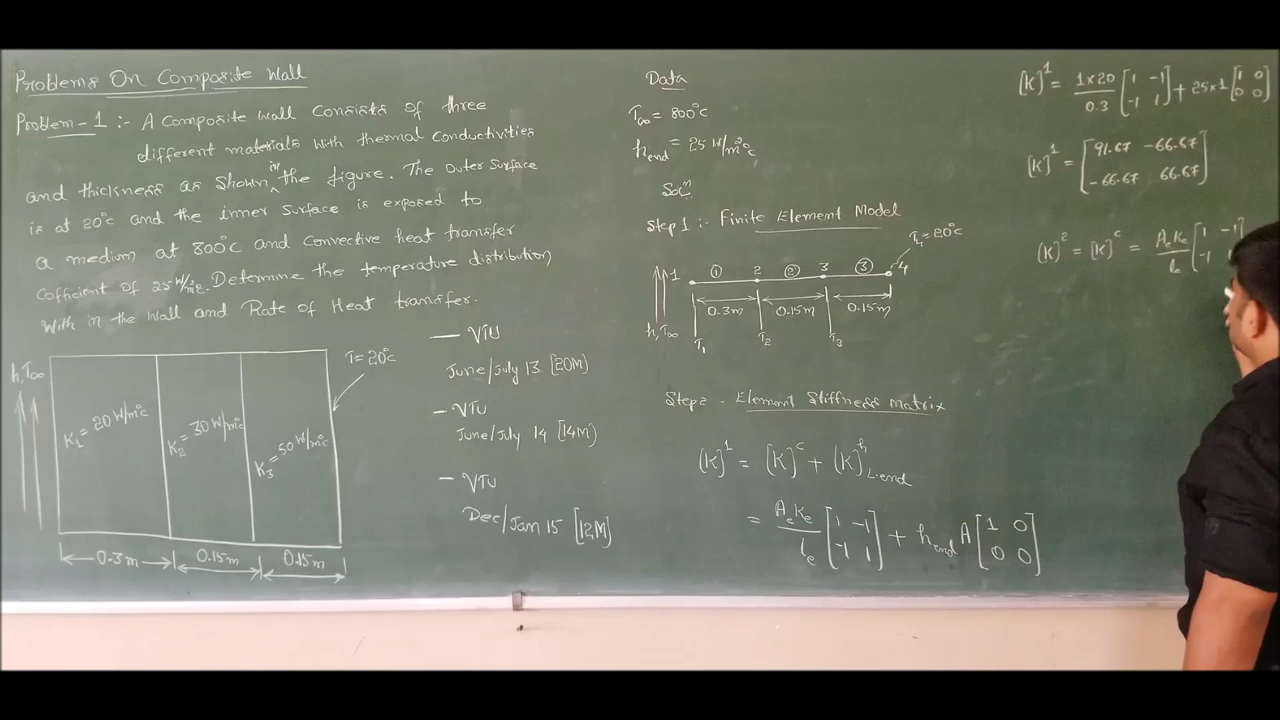 Problems On Composite Wall
Problem-1 :- A Composite Wall Consists of three
different materials with thermal Conductivities
and thickness as shown in the figure. The Outer Surface
is at 20°c and the inner Surface is exposed to
a medium at 800°c and Convective heat transfer
Cofficient of 25 W/m²c. Determine the temperature distribution
With in the Wall and Rate of Heat transfer.
— VTU
June/July 13 [20M]
— VTU
June/July 14 [14M]
— VTU
Dec/Jan 15 [12M]
h, T∞
T=20°c
K₁ = 20 W/m°c
K₂ = 30 W/m°c
K₃ = 50 W/m°c
0.3m
0.15m
0.15m
Data
T∞ = 800°c
h end = 25 W/m²°c
Solⁿ
Step 1 :- Finite Element Model
T₄ = 20°c
1 ① 2 ② 3 ③ 4
0.3m 0.15m 0.15m
h, T∞
T₁ T₂ T₃
Step 2 - Element Stiffness Matrix
[K]¹ = [K]ᶜ + [K]ʰ L.end
= AₑKₑ/lₑ [1 -1 -1 1] + h end A [1 0 0 0]
[K]¹ = 1×20/0.3 [1 -1 -1 1] + 25×1 [1 0 0 0]
[K]¹ = [91.67 -66.67 -66.67 66.67]
[K]² = [K]ᶜ = AₑKₑ/lₑ [1 -1 -1 1